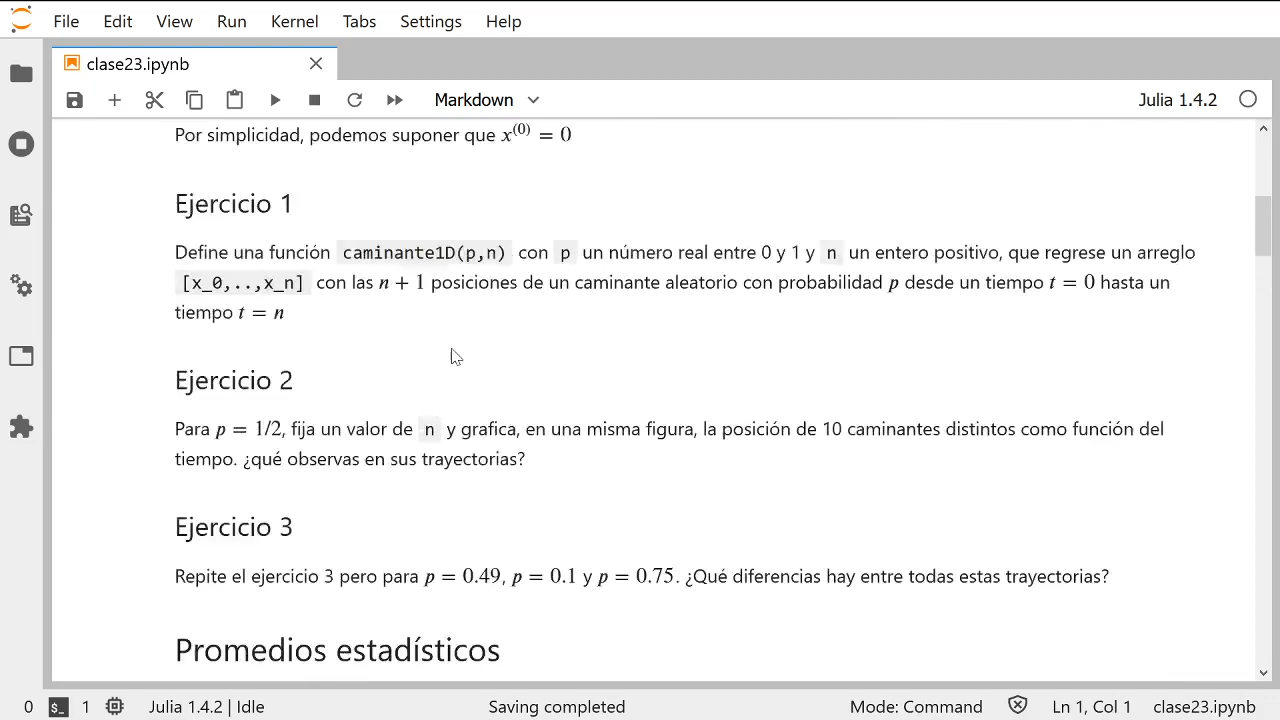 File Edit View Run Kernel Tabs Settings Help
clase23.ipynb
Markdown
Julia 1.4.2
Por simplicidad, podemos suponer que x^(0) = 0
Ejercicio 1
Define una función caminante1D(p,n) con p un número real entre 0 y 1 y n un entero positivo, que regrese un arreglo
[x_0,..,x_n] con las n + 1 posiciones de un caminante aleatorio con probabilidad p desde un tiempo t = 0 hasta un
tiempo t = n
Ejercicio 2
Para p = 1/2, fija un valor de n y grafica, en una misma figura, la posición de 10 caminantes distintos como función del
tiempo. ¿qué observas en sus trayectorias?
Ejercicio 3
Repite el ejercicio 3 pero para p = 0.49, p = 0.1 y p = 0.75. ¿Qué diferencias hay entre todas estas trayectorias?
Promedios estadísticos
0 $_ 1 Julia 1.4.2 | Idle Saving completed Mode: Command Ln 1, Col 1 clase23.ipynb